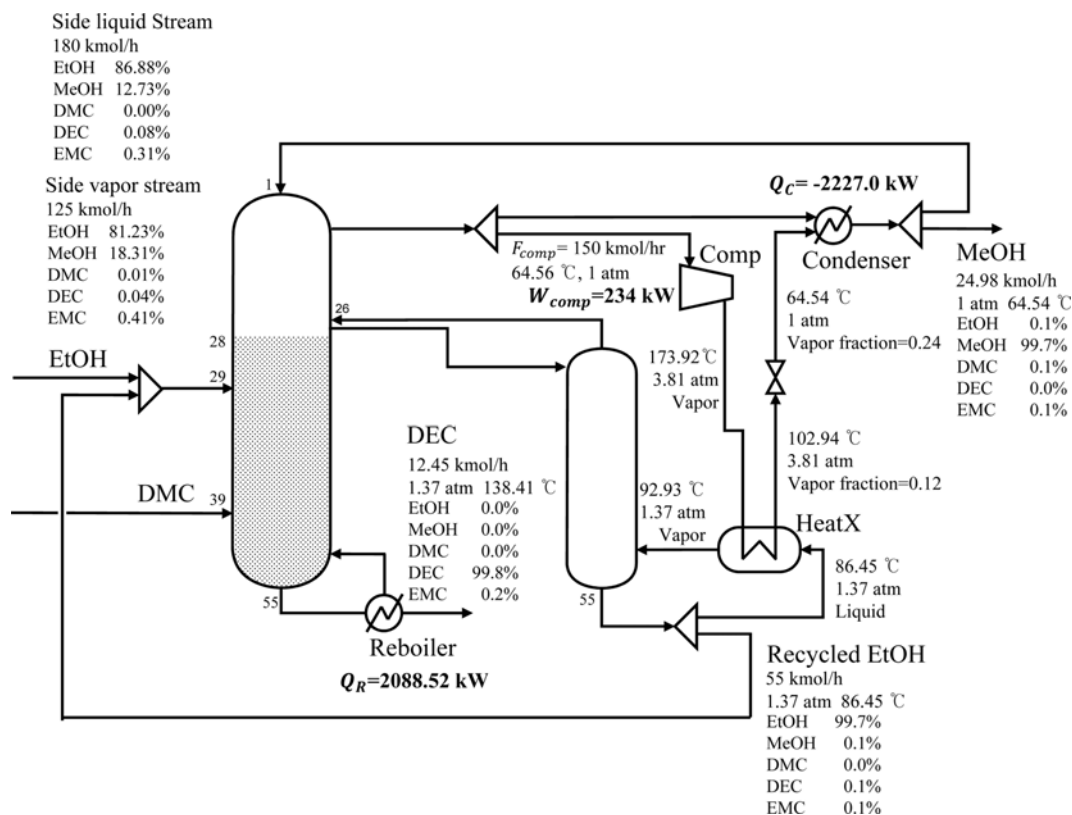 Side liquid Stream
180 kmol/h
EtOH 86.88%
MeOH 12.73%
DMC 0.00%
DEC 0.08%
EMC 0.31%
Side vapor stream
125 kmol/h
EtOH 81.23%
MeOH 18.31%
DMC 0.01%
DEC 0.04%
EMC 0.41%
1
Q_C= -2227.0 kW
Condenser
MeOH
24.98 kmol/h
1 atm 64.54 ℃
EtOH 0.1%
MeOH 99.7%
DMC 0.1%
DEC 0.0%
EMC 0.1%
F_comp= 150 kmol/hr
64.56 ℃, 1 atm
W_comp=234 kW
Comp
64.54 ℃
1 atm
Vapor fraction=0.24
26
28
29
EtOH
173.92℃
3.81 atm
Vapor
102.94 ℃
3.81 atm
Vapor fraction=0.12
DMC
39
DEC
12.45 kmol/h
1.37 atm 138.41 ℃
EtOH 0.0%
MeOH 0.0%
DMC 0.0%
DEC 99.8%
EMC 0.2%
92.93 ℃
1.37 atm
Vapor
HeatX
86.45 ℃
1.37 atm
Liquid
55
55
Reboiler
Q_R=2088.52 kW
Recycled EtOH
55 kmol/h
1.37 atm 86.45 ℃
EtOH 99.7%
MeOH 0.1%
DMC 0.0%
DEC 0.1%
EMC 0.1%